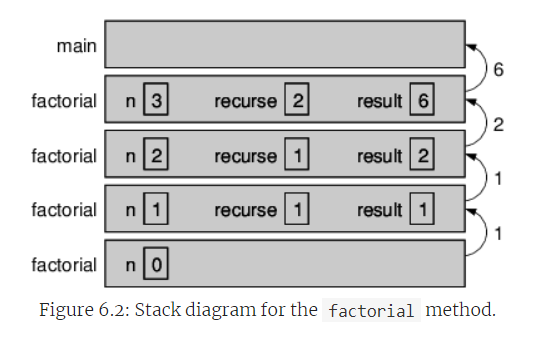 main
6
factorial n 3 recurse 2 result 6
2
factorial n 2 recurse 1 result 2
1
factorial n 1 recurse 1 result 1
1
factorial n 0
Figure 6.2: Stack diagram for the factorial method.